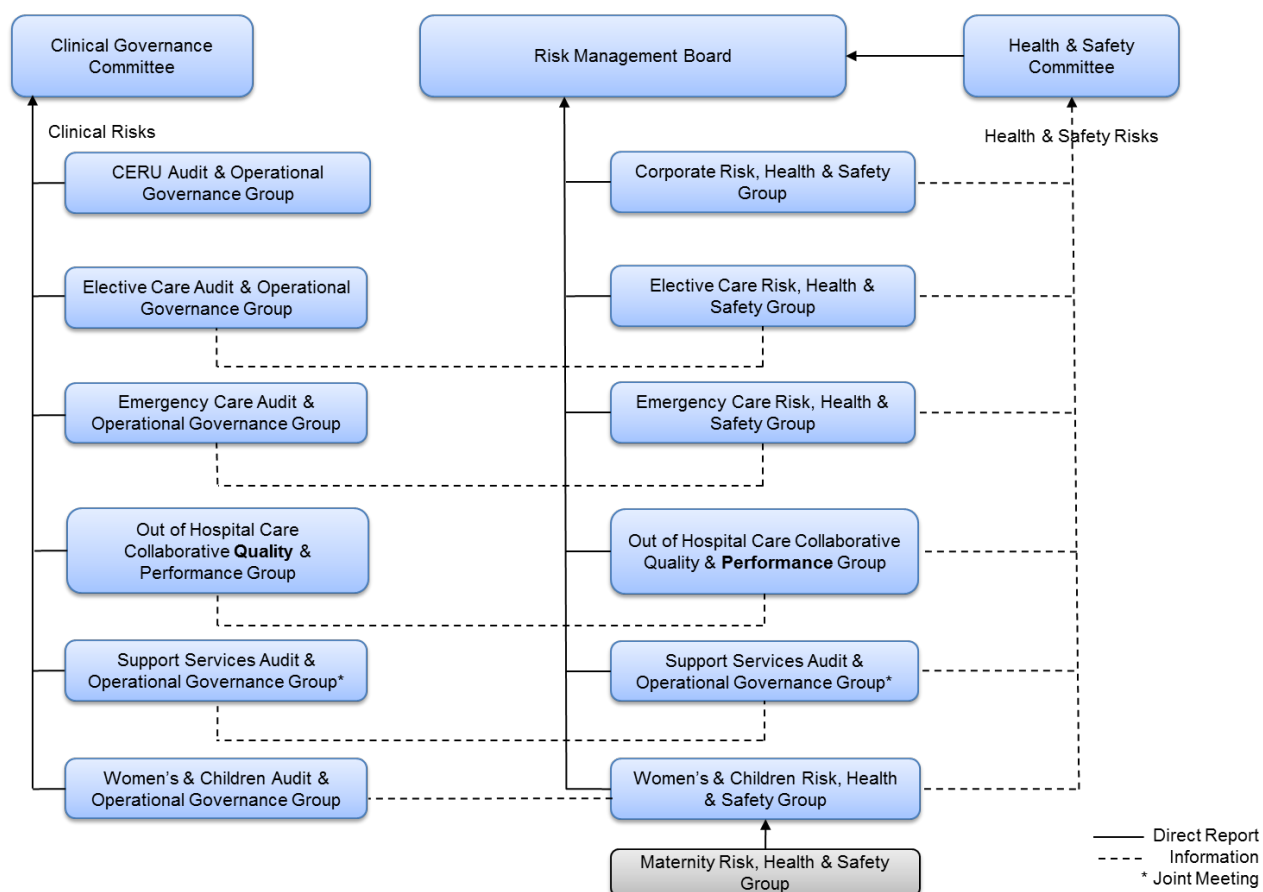 Clinical Governance
Committee
Risk Management Board
Health & Safety
Committee
Clinical Risks
Health & Safety Risks
CERU Audit & Operational
Governance Group
Corporate Risk, Health & Safety
Group
Elective Care Audit & Operational
Governance Group
Elective Care Risk, Health &
Safety Group
Emergency Care Audit &
Operational Governance Group
Emergency Care Risk, Health &
Safety Group
Out of Hospital Care
Collaborative Quality &
Performance Group
Out of Hospital Care Collaborative
Quality & Performance Group
Support Services Audit &
Operational Governance Group*
Support Services Audit &
Operational Governance Group*
Women’s & Children Audit &
Operational Governance Group
Women’s & Children Risk, Health
& Safety Group
Maternity Risk, Health & Safety
Group
Direct Report
Information
* Joint Meeting